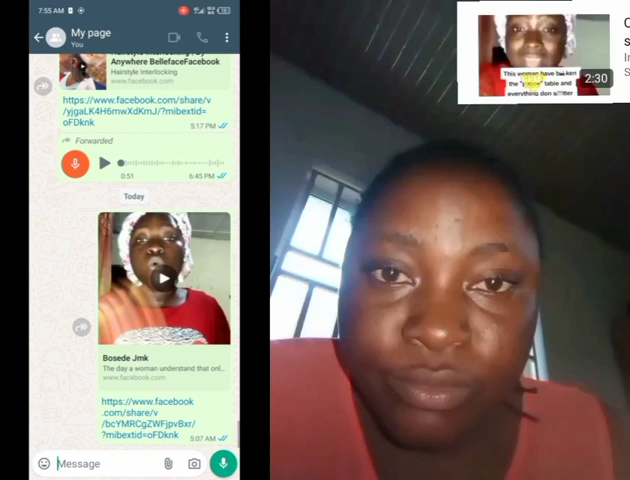 7:55 AM
My page
You
Hairstyle Interlocking
Anywhere BellefaceFacebook
Hairstyle Interlocking
www.facebook.com
https://www.facebook.com/share/v
/yjgaLK4H6mwXdKmJ/?mibextid=
oFDknk
5:17 PM
Forwarded
0:51
6:45 PM
Today
Bosede Jmk
The day a woman understand that onl...
www.facebook.com
https://www.facebook
.com/share/v
/bcYMRCgZWFjpvBxr/
?mibextid=oFDknk
5:07 AM
Message
This woman have
the
table and
everything don
2:30